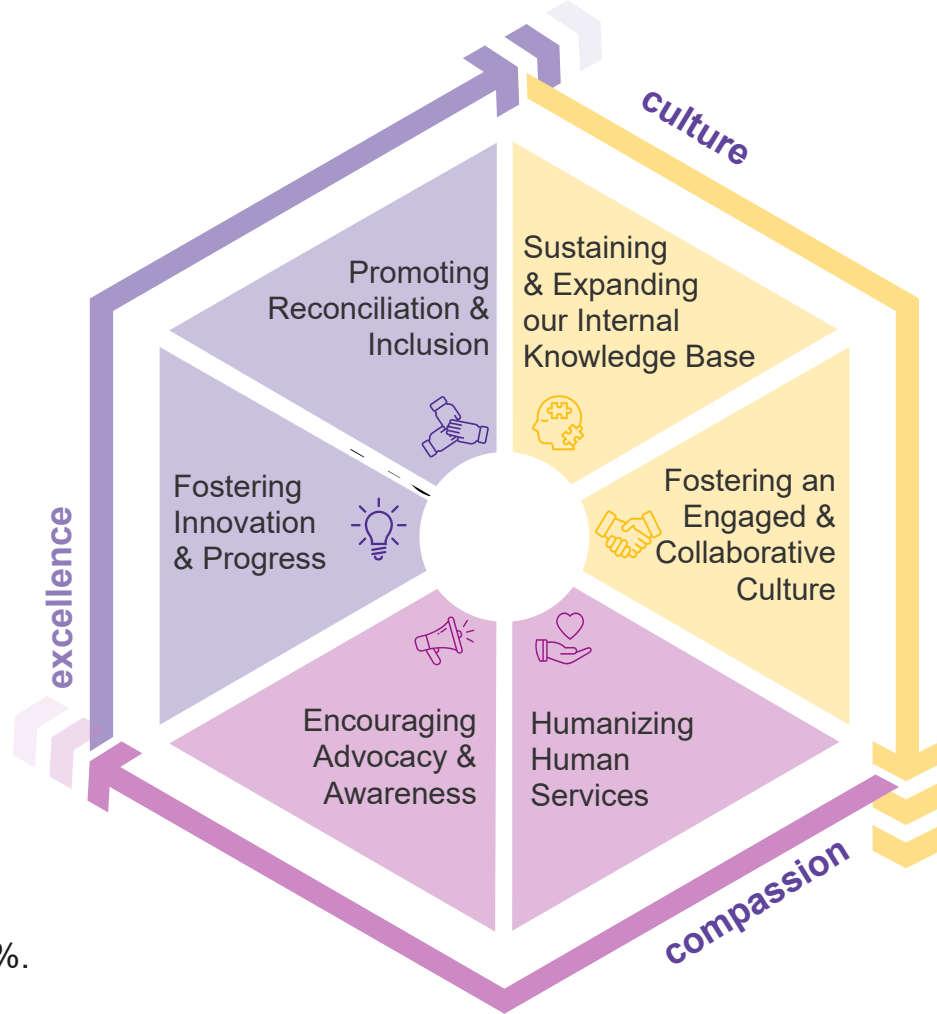 culture
Sustaining
& Expanding
our Internal
Knowledge Base
Fostering an
Engaged &
Collaborative
Culture
Humanizing
Human
Services
compassion
Encouraging
Advocacy &
Awareness
Fostering
Innovation
& Progress
excellence
Promoting
Reconciliation &
Inclusion
%.